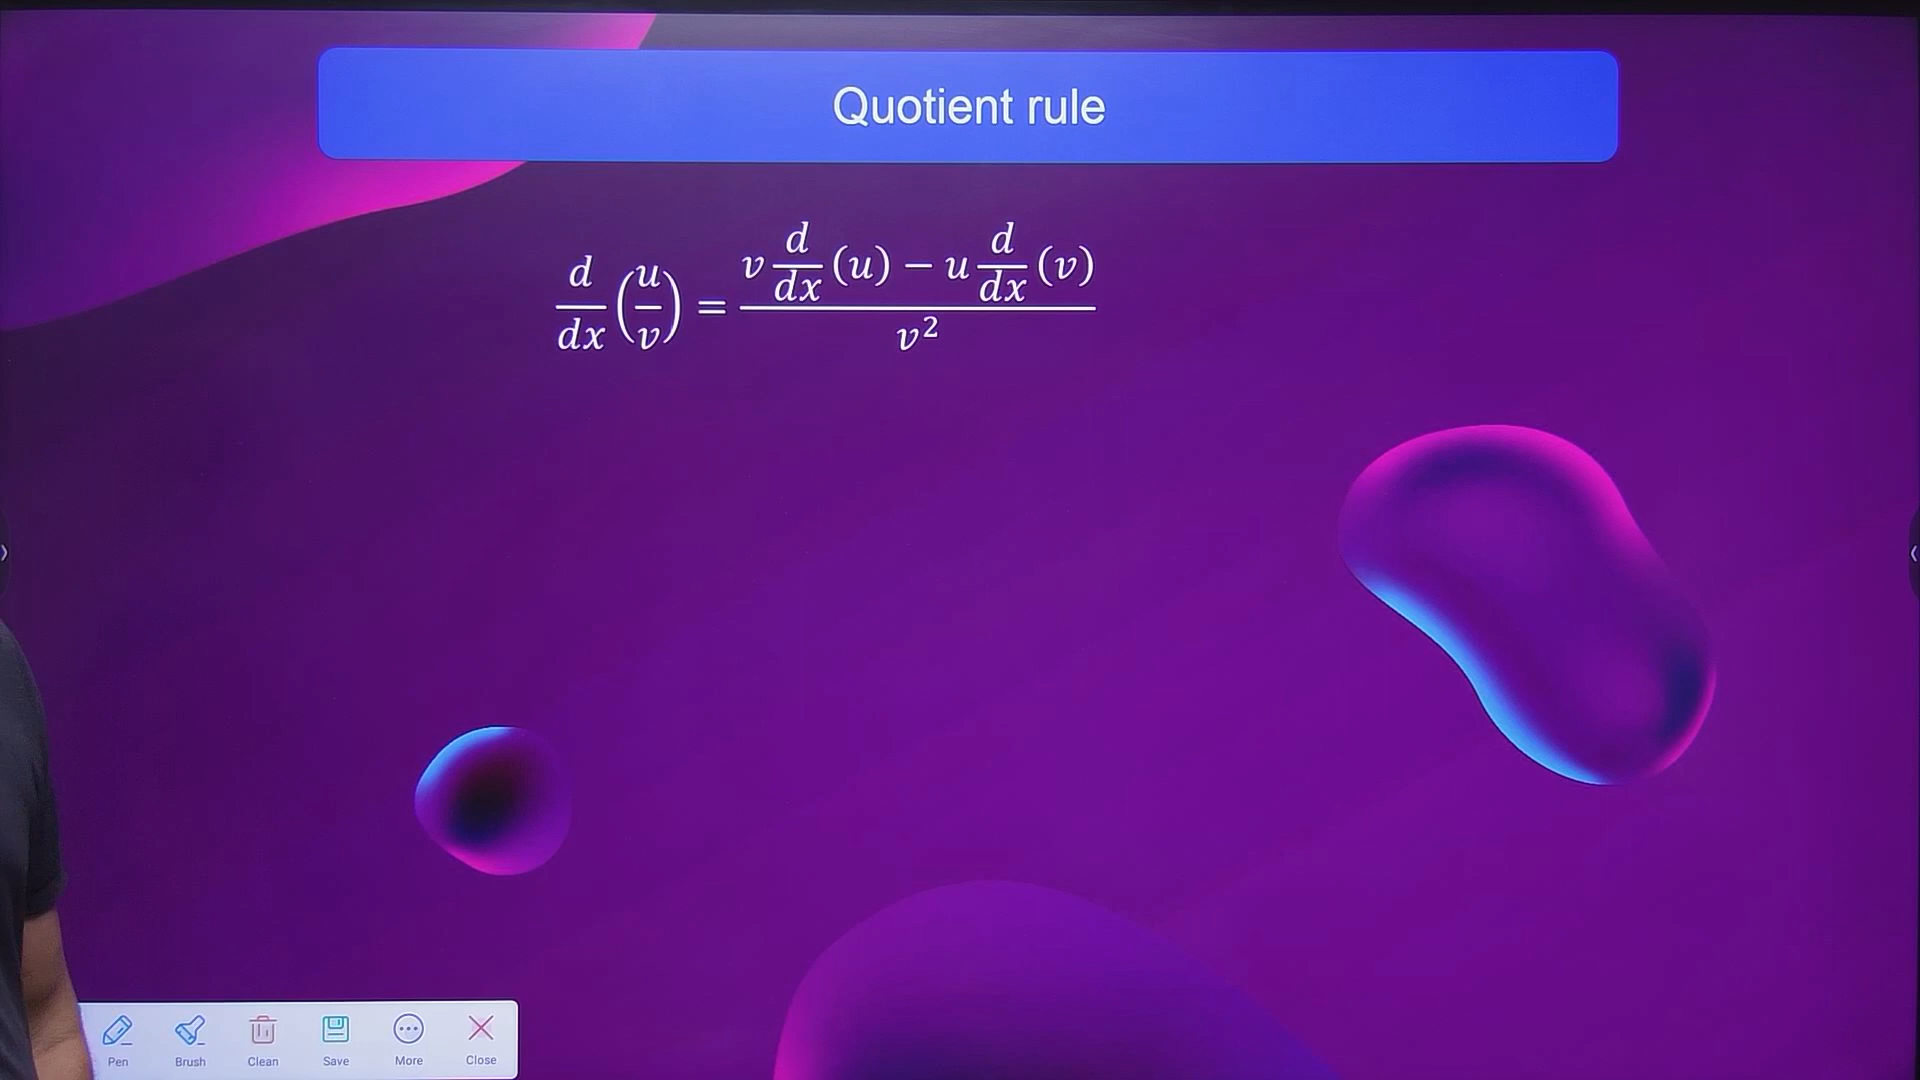 Quotient rule
d/dx (u/v) = (v d/dx (u) − u d/dx (v)) / v²
Pen Brush Clean Save More Close